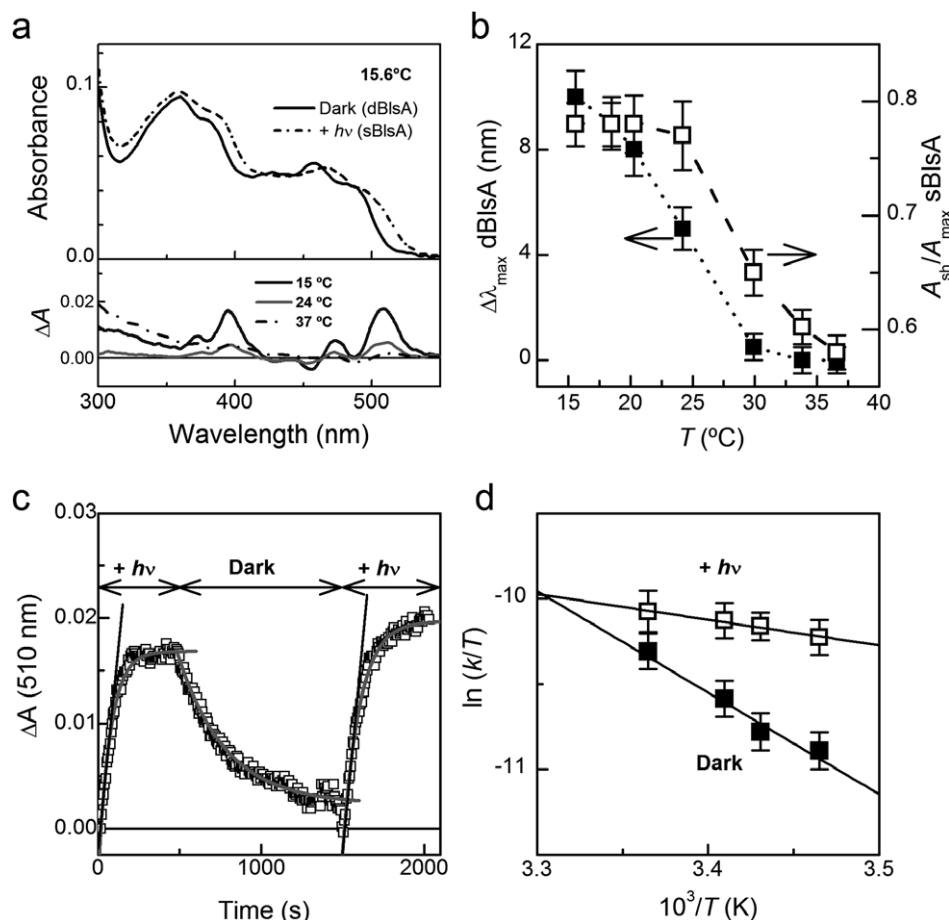 a
15.6ºC
Dark (dBlsA)
+ hν (sBlsA)
Absorbance
0.1
0.0
ΔA
0.02
0.00
15 ºC
24 ºC
37 ºC
300 400 500
Wavelength (nm)
b
Δλmax dBlsA (nm)
12
8
4
0
0.8
0.7
0.6
Ash/Amax sBlsA
15 20 25 30 35 40
T (ºC)
c
ΔA (510 nm)
0.03
0.02
0.01
0.00
+ hν Dark + hν
0 1000 2000
Time (s)
d
ln (k/T)
-10
-11
+ hν
Dark
3.3 3.4 3.5
10³/T (K)